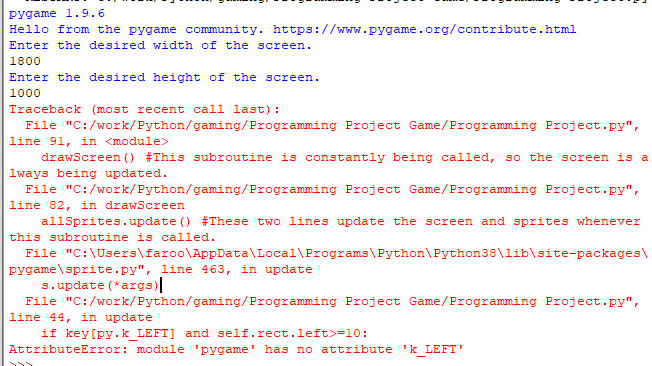 pygame 1.9.6
Hello from the pygame community. https://www.pygame.org/contribute.html
Enter the desired width of the screen.
1800
Enter the desired height of the screen.
1000
Traceback (most recent call last):
  File "C:/work/Python/gaming/Programming Project Game/Programming Project.py",
line 91, in <module>
    drawScreen() #This subroutine is constantly being called, so the screen is a
lways being updated.
  File "C:/work/Python/gaming/Programming Project Game/Programming Project.py",
line 82, in drawScreen
    allSprites.update() #These two lines update the screen and sprites whenever
this subroutine is called.
  File "C:\Users\faroo\AppData\Local\Programs\Python\Python38\lib\site-packages\
pygame\sprite.py", line 463, in update
    s.update(*args)
  File "C:/work/Python/gaming/Programming Project Game/Programming Project.py",
line 44, in update
    if key[py.k_LEFT] and self.rect.left>=10:
AttributeError: module 'pygame' has no attribute 'k_LEFT'
>>>